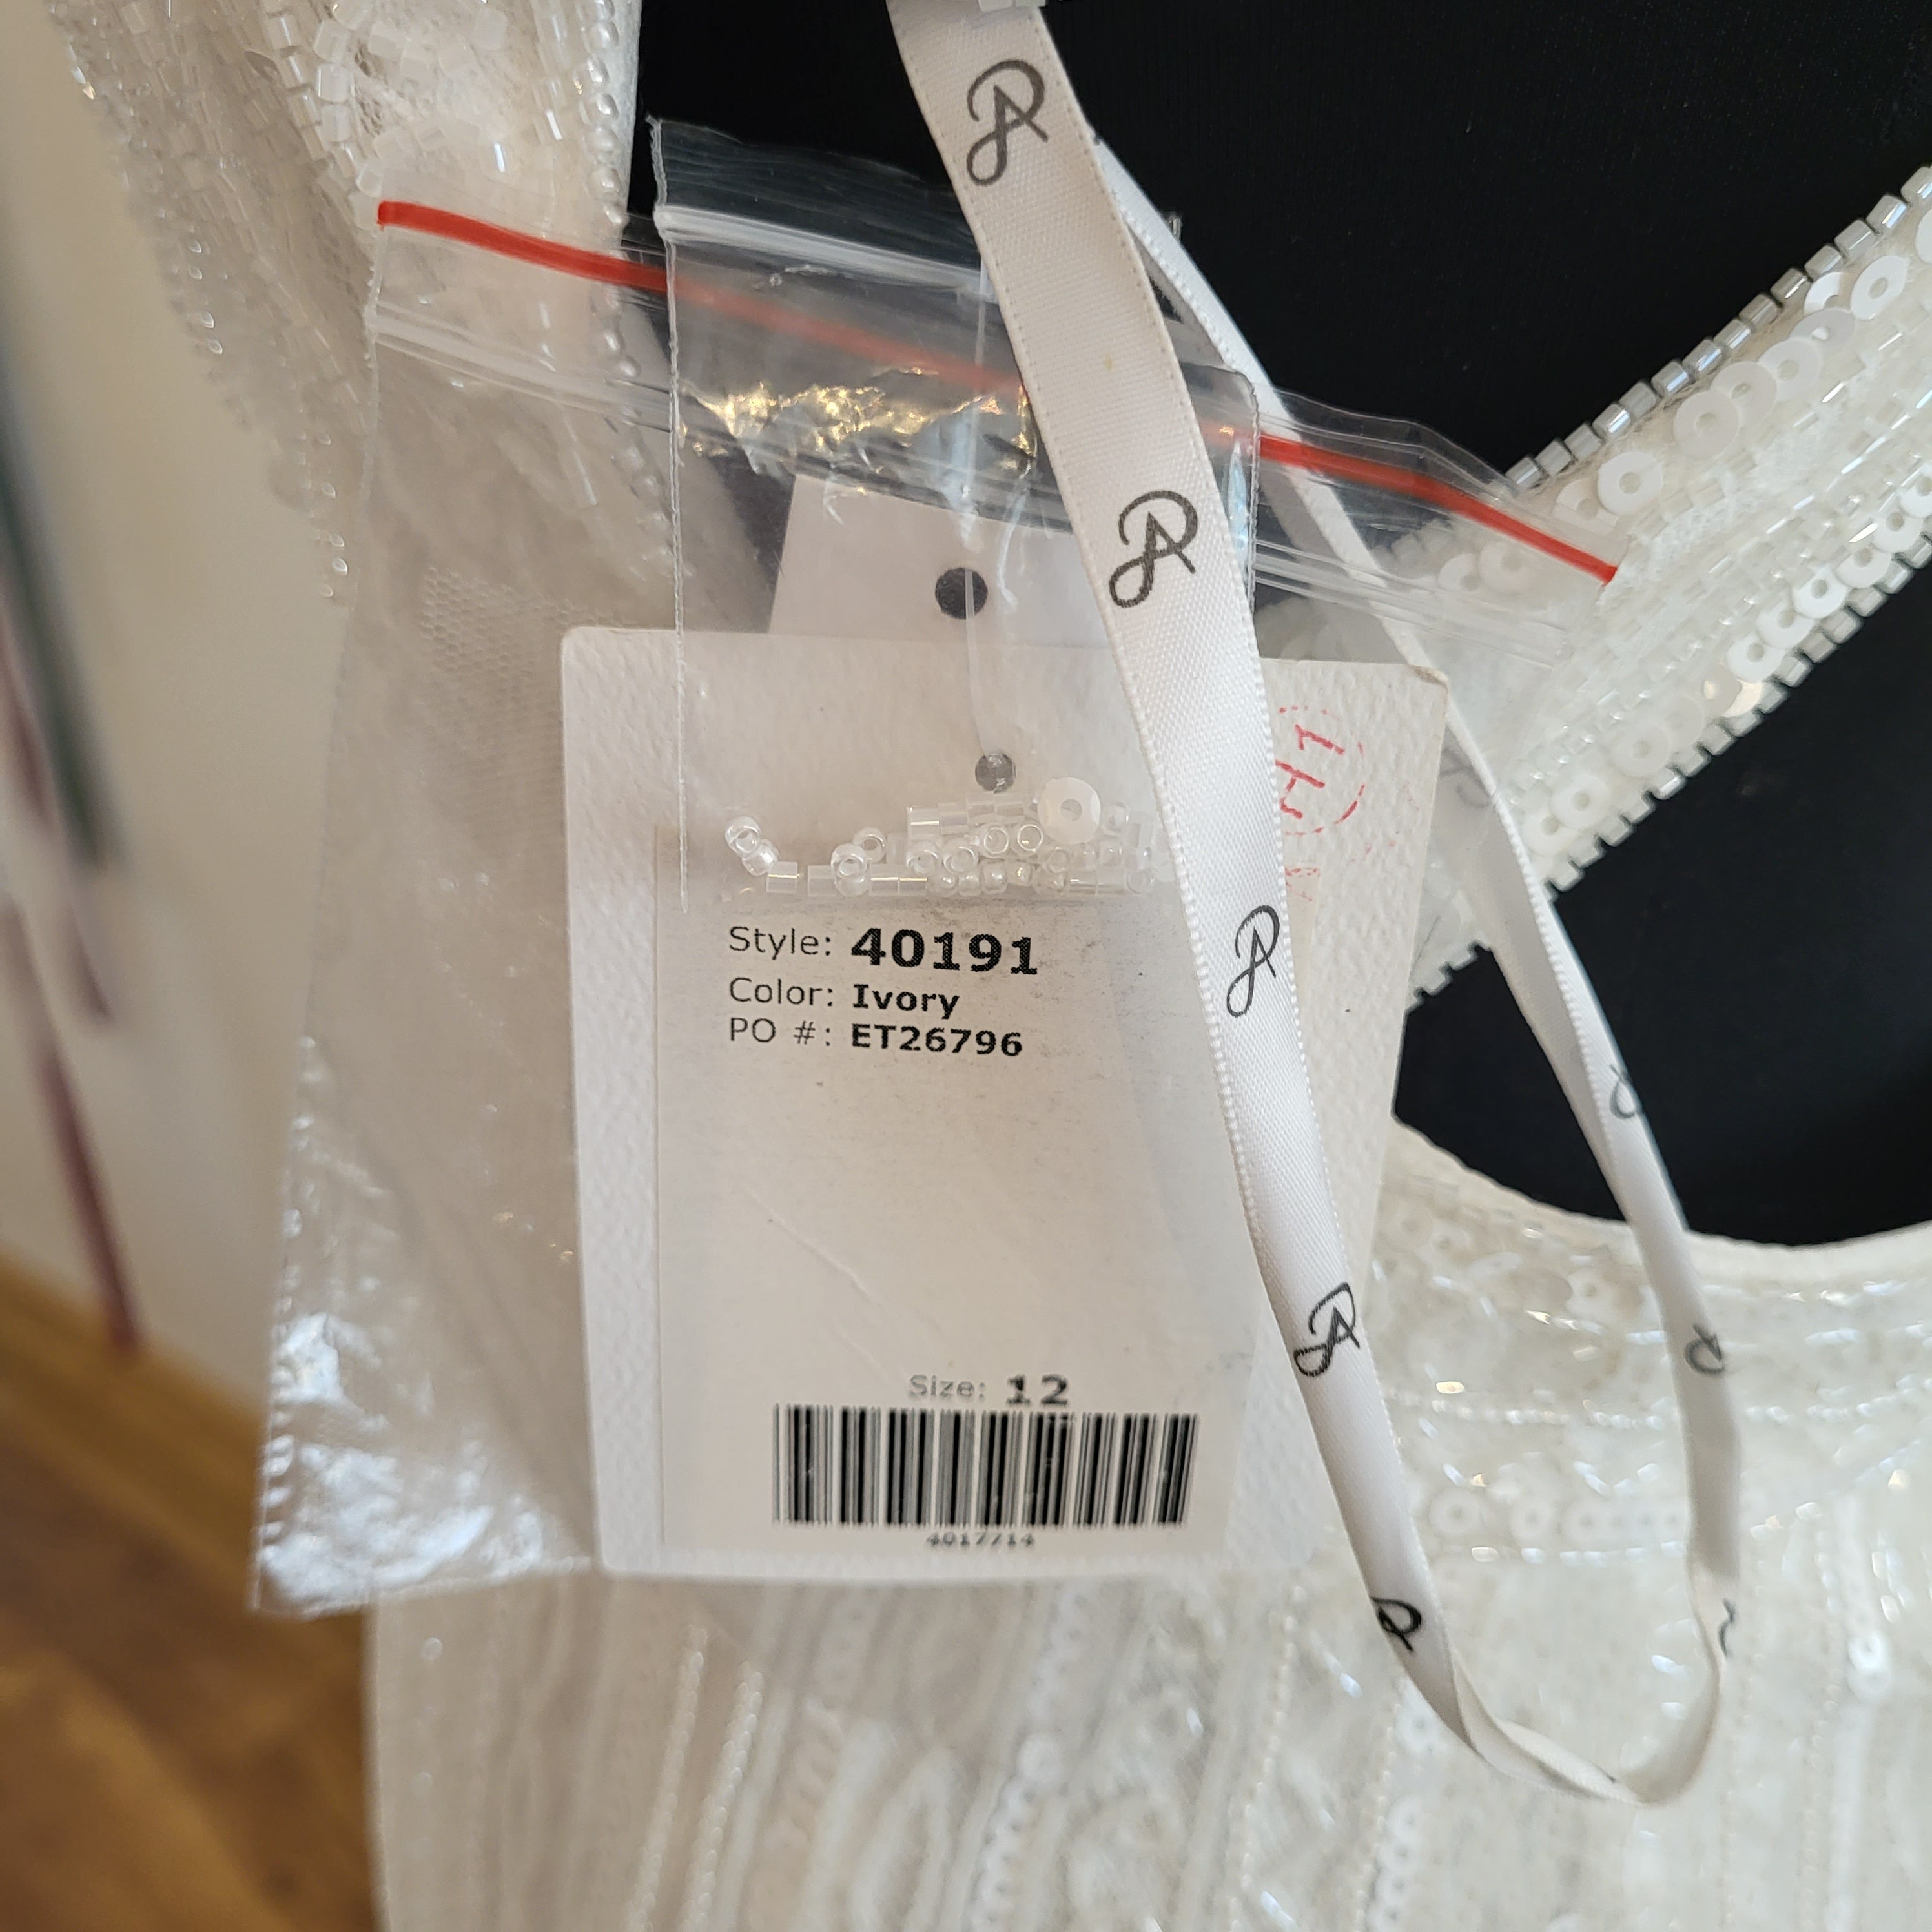 Style: 40191
Color: Ivory
PO #: ET26796
Size: 12
4017714